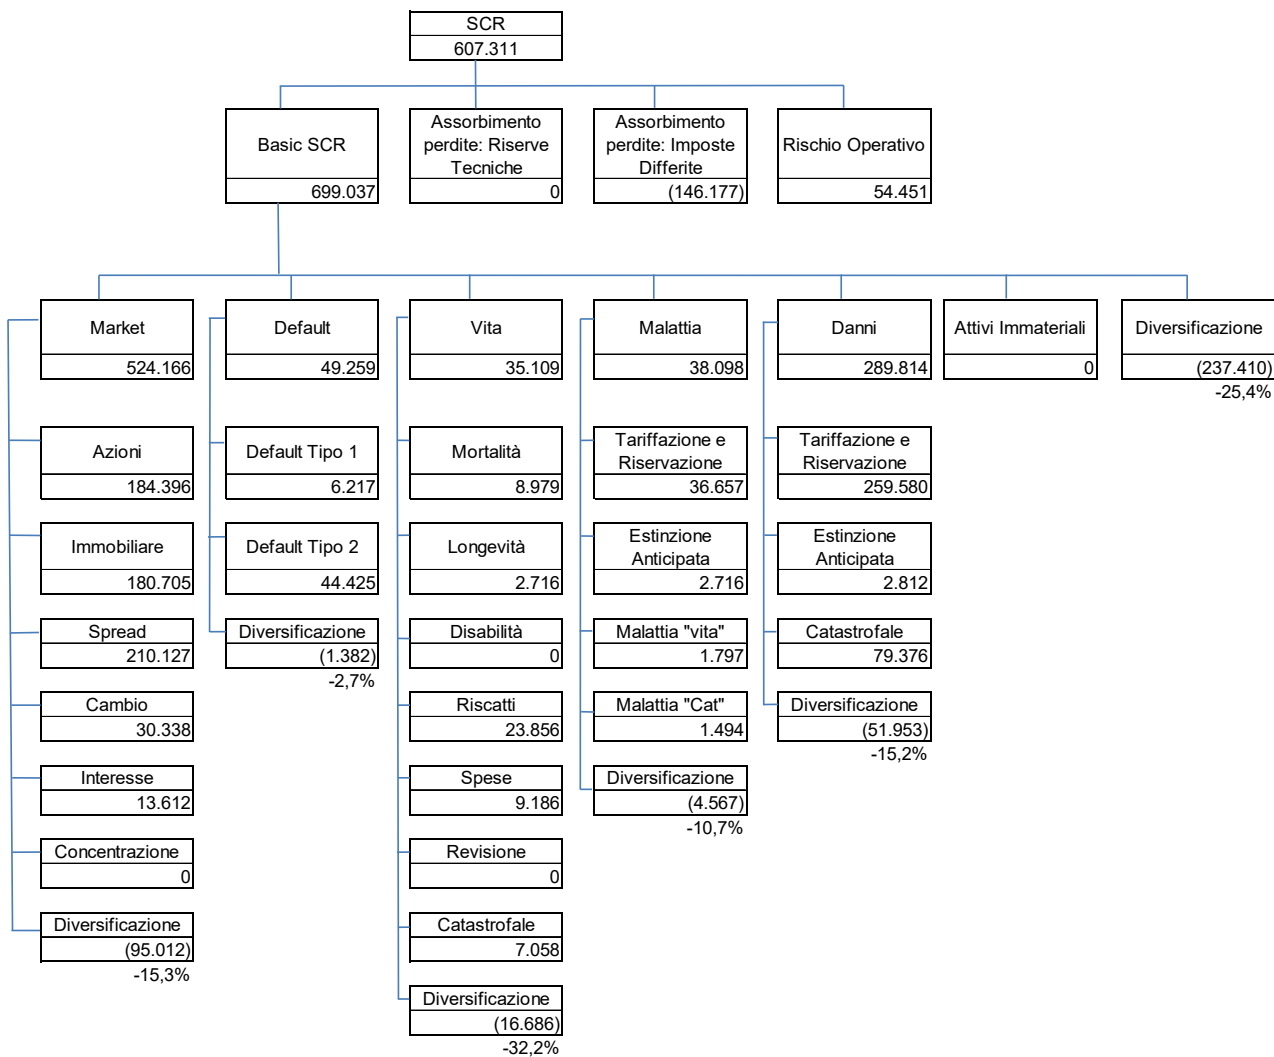 SCR
607.311
Basic SCR
699.037
Assorbimento
perdite: Riserve
Tecniche
0
Assorbimento
perdite: Imposte
Differite
(146.177)
Rischio Operativo
54.451
Market
524.166
Default
49.259
Vita
35.109
Malattia
38.098
Danni
289.814
Attivi Immateriali
0
Diversificazione
(237.410)
-25,4%
Azioni
184.396
Immobiliare
180.705
Spread
210.127
Cambio
30.338
Interesse
13.612
Concentrazione
0
Diversificazione
(95.012)
-15,3%
Default Tipo 1
6.217
Default Tipo 2
44.425
Diversificazione
(1.382)
-2,7%
Mortalità
8.979
Longevità
2.716
Disabilità
0
Riscatti
23.856
Spese
9.186
Revisione
0
Catastrofale
7.058
Diversificazione
(16.686)
-32,2%
Tariffazione e
Riservazione
36.657
Estinzione
Anticipata
2.716
Malattia "vita"
1.797
Malattia "Cat"
1.494
Diversificazione
(4.567)
-10,7%
Tariffazione e
Riservazione
259.580
Estinzione
Anticipata
2.812
Catastrofale
79.376
Diversificazione
(51.953)
-15,2%